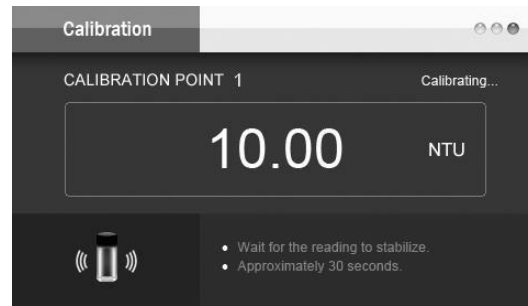 Calibration
CALIBRATION POINT 1
Calibrating...
10.00 NTU
• Wait for the reading to stabilize.
• Approximately 30 seconds.